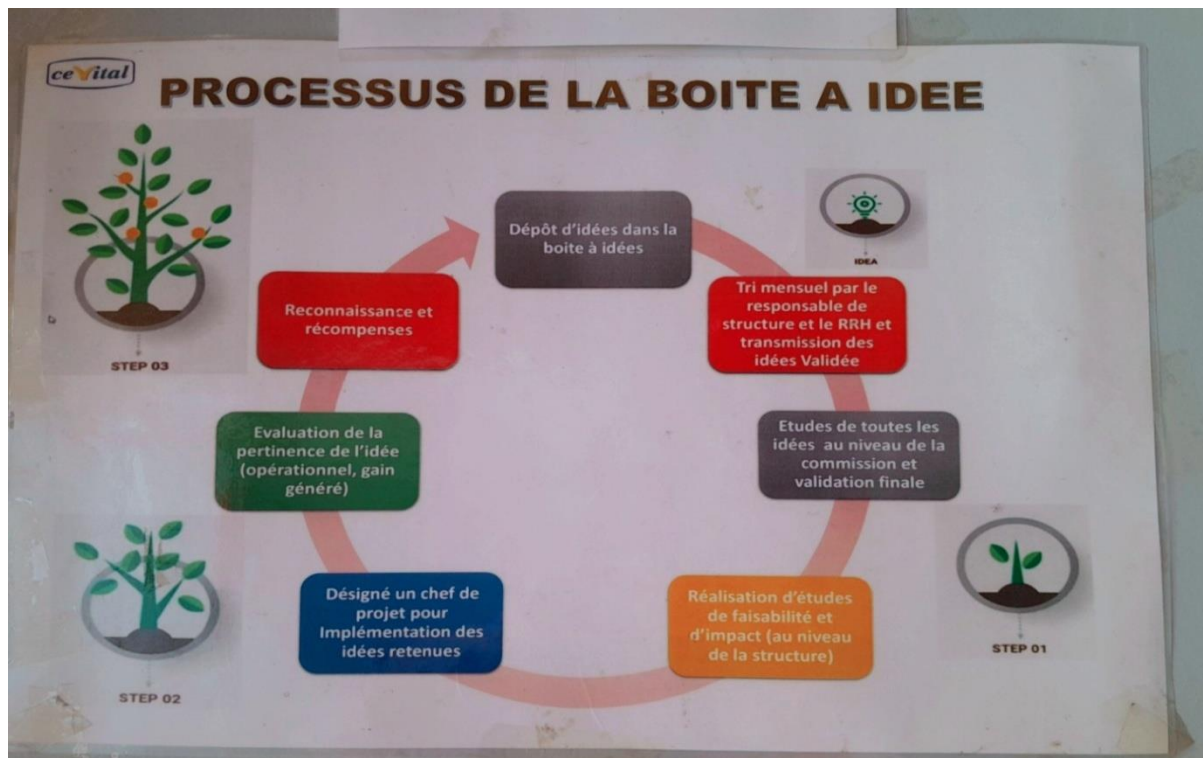 ceVital
PROCESSUS DE LA BOITE A IDEE
Dépôt d'idées dans la
boite à idées
IDEA
Tri mensuel par le
responsable de
structure et le RRH et
transmission des
idées Validée
Etudes de toutes les
idées au niveau de la
commission et
validation finale
STEP 01
Réalisation d'études
de faisabilité et
d'impact (au niveau
de la structure)
Désigné un chef de
projet pour
Implémentation des
idées retenues
STEP 02
Evaluation de la
pertinence de l'idée
(opérationnel, gain
généré)
Reconnaissance et
récompenses
STEP 03